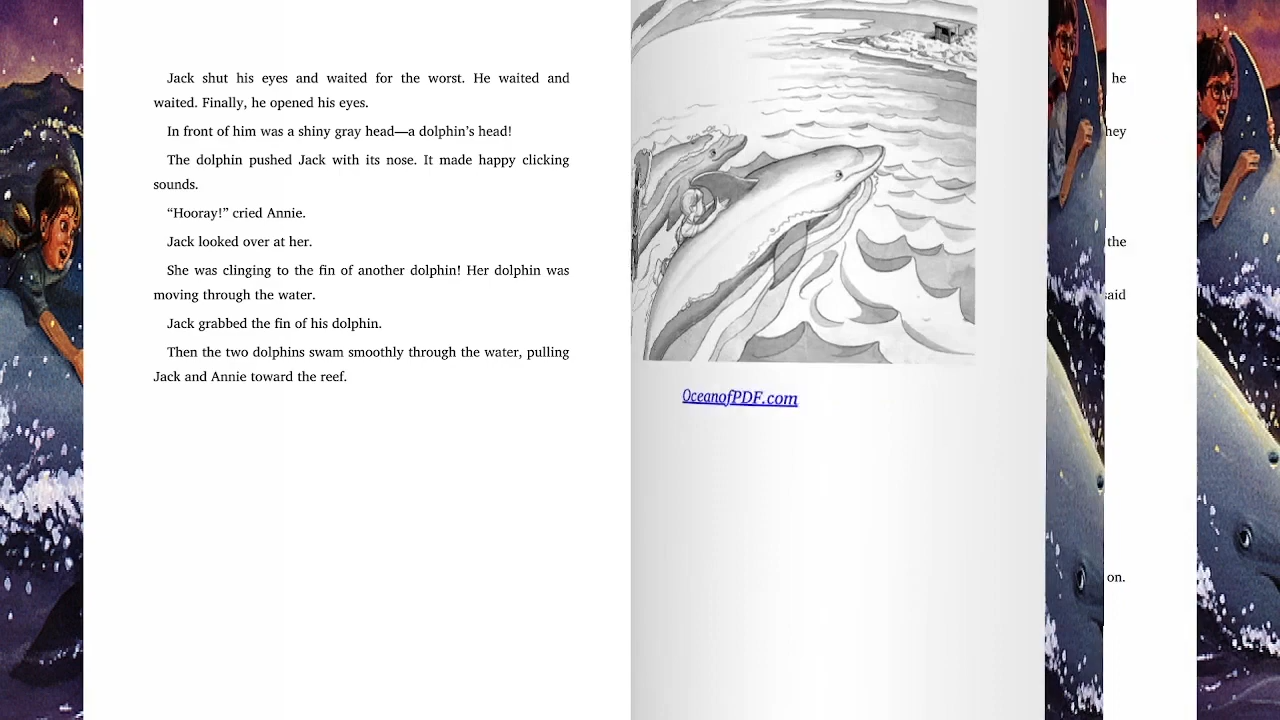 Jack shut his eyes and waited for the worst. He waited and
waited. Finally, he opened his eyes.
In front of him was a shiny gray head—a dolphin’s head!
The dolphin pushed Jack with its nose. It made happy clicking
sounds.
“Hooray!” cried Annie.
Jack looked over at her.
She was clinging to the fin of another dolphin! Her dolphin was
moving through the water.
Jack grabbed the fin of his dolphin.
Then the two dolphins swam smoothly through the water, pulling
Jack and Annie toward the reef.
OceanofPDF.com
he
the
said
on.